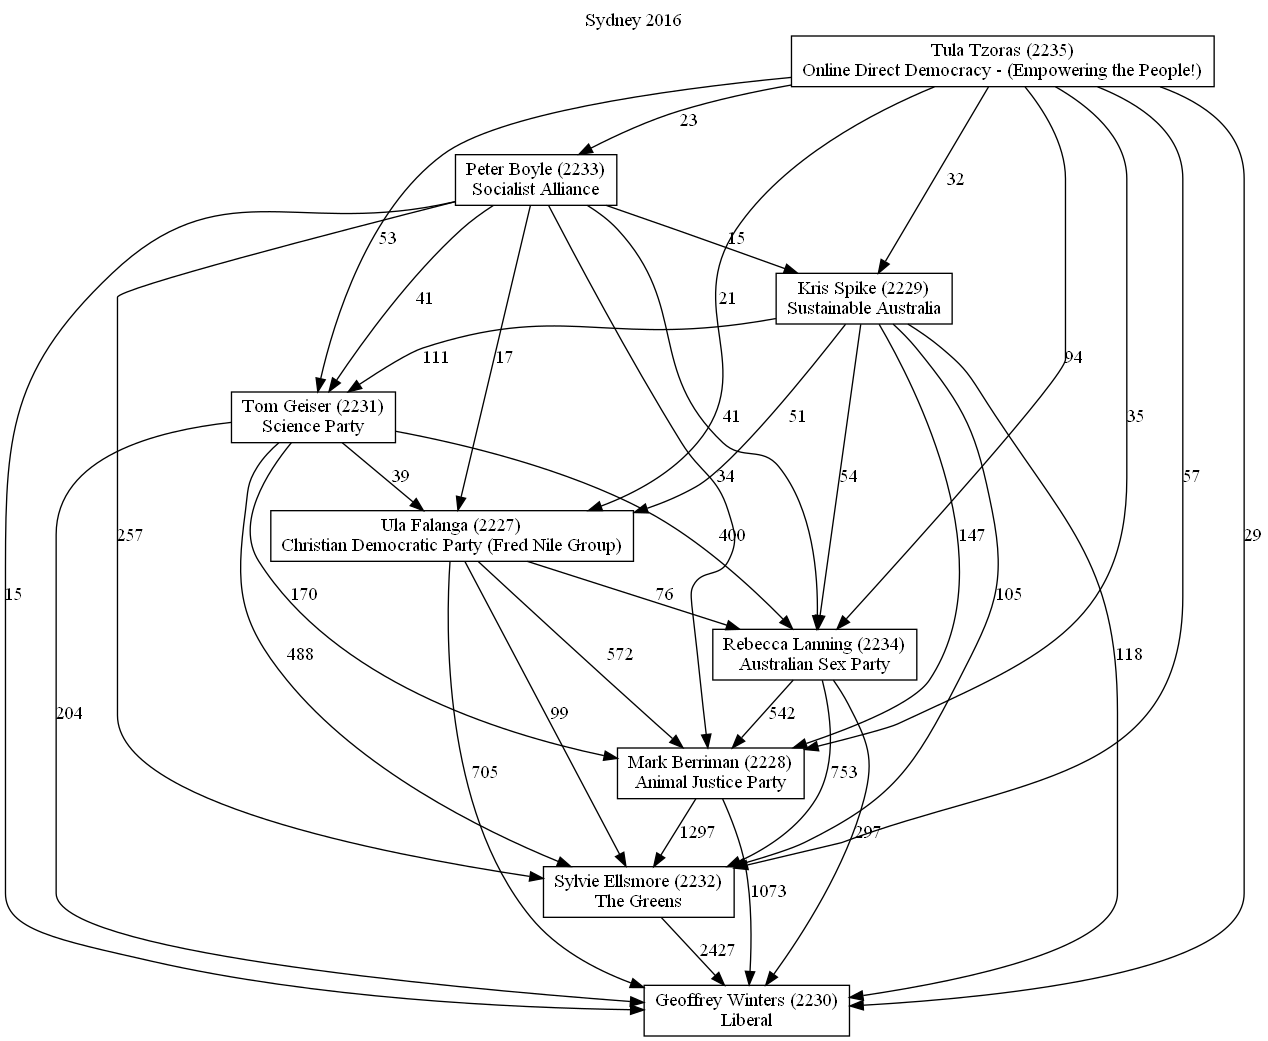 Sydney 2016
Tula Tzoras (2235)
Online Direct Democracy - (Empowering the People!)
23
Peter Boyle (2233)
Socialist Alliance
32
53
15
Kris Spike (2229)
Sustainable Australia
41
21
111
17
94
Tom Geiser (2231)
Science Party
41
51
35
39
34
54
57
Ula Falanga (2227)
Christian Democratic Party (Fred Nile Group)
257
400
147
29
15
170
76
105
Rebecca Lanning (2234)
Australian Sex Party
488
572
118
204
99
542
Mark Berriman (2228)
Animal Justice Party
705
753
1297
297
Sylvie Ellsmore (2232)
The Greens
1073
2427
Geoffrey Winters (2230)
Liberal